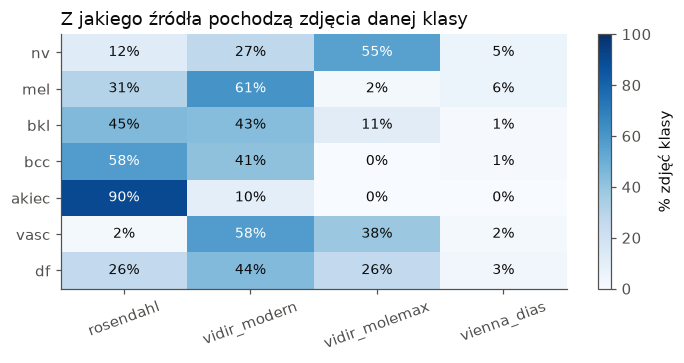 Z jakiego źródła pochodzą zdjęcia danej klasy
nv 12% 27% 55% 5%
mel 31% 61% 2% 6%
bkl 45% 43% 11% 1%
bcc 58% 41% 0% 1%
akiec 90% 10% 0% 0%
vasc 2% 58% 38% 2%
df 26% 44% 26% 3%
rosendahl vidir_modern vidir_molemax vienna_dias
100
80
60
40
20
0
% zdjęć klasy